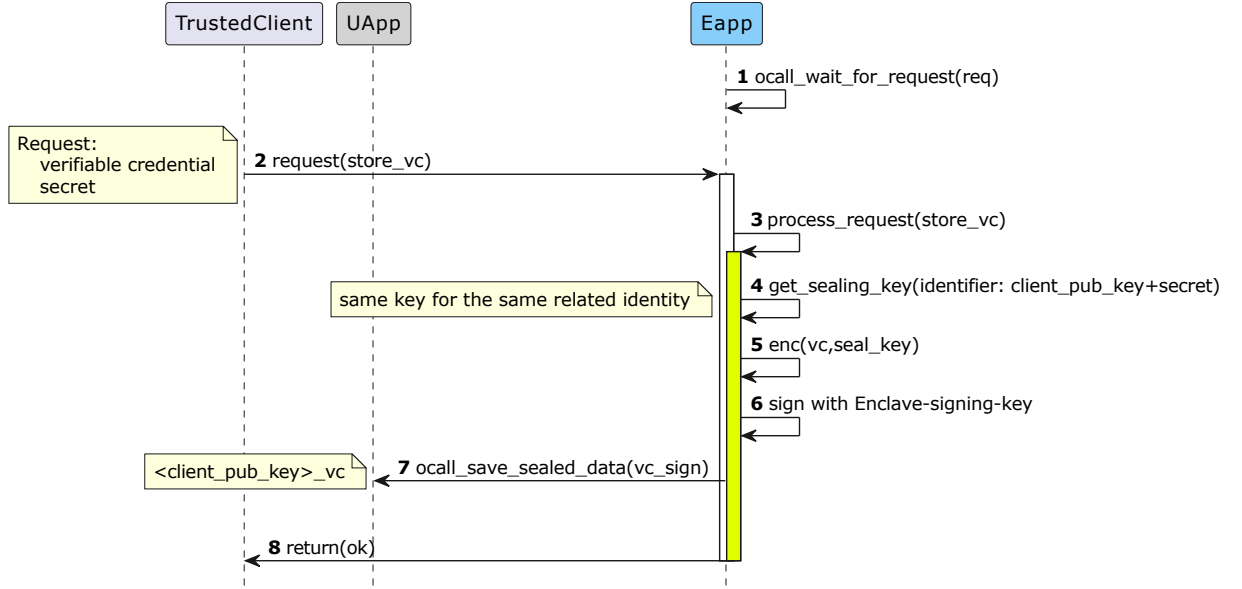 TrustedClient
UApp
Eapp
1 ocall_wait_for_request(req)
Request:
verifiable credential
secret
2 request(store_vc)
3 process_request(store_vc)
same key for the same related identity
4 get_sealing_key(identifier: client_pub_key+secret)
5 enc(vc,seal_key)
6 sign with Enclave-signing-key
<client_pub_key>_vc
7 ocall_save_sealed_data(vc_sign)
8 return(ok)